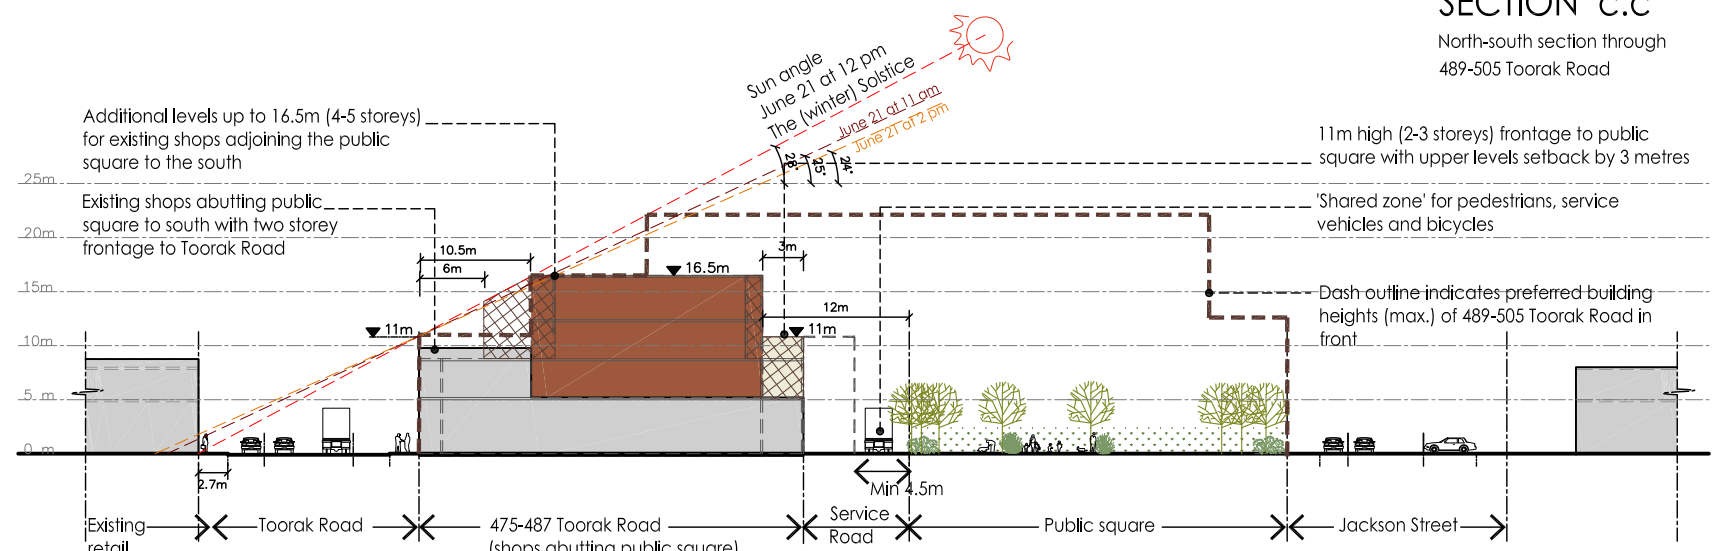 SECTION C.C
North-south section through
489-505 Toorak Road
Sun angle
June 21 at 12 pm
The (winter) Solstice
June 21 at 11 am
June 21 at 2 pm
28°
25°
24°
Additional levels up to 16.5m (4-5 storeys)
for existing shops adjoining the public
square to the south
Existing shops abutting public
square to south with two storey
frontage to Toorak Road
11m high (2-3 storeys) frontage to public
square with upper levels setback by 3 metres
'Shared zone' for pedestrians, service
vehicles and bicycles
Dash outline indicates preferred building
heights (max.) of 489-505 Toorak Road in
front
25m
20m
15m
10m
5 m
0 m
10.5m
6m
3m
16.5m
12m
11m
11m
2.7m
Min 4.5m
Existing
retail
Toorak Road
475-487 Toorak Road
(shops abutting public square)
Service
Road
Public square
Jackson Street